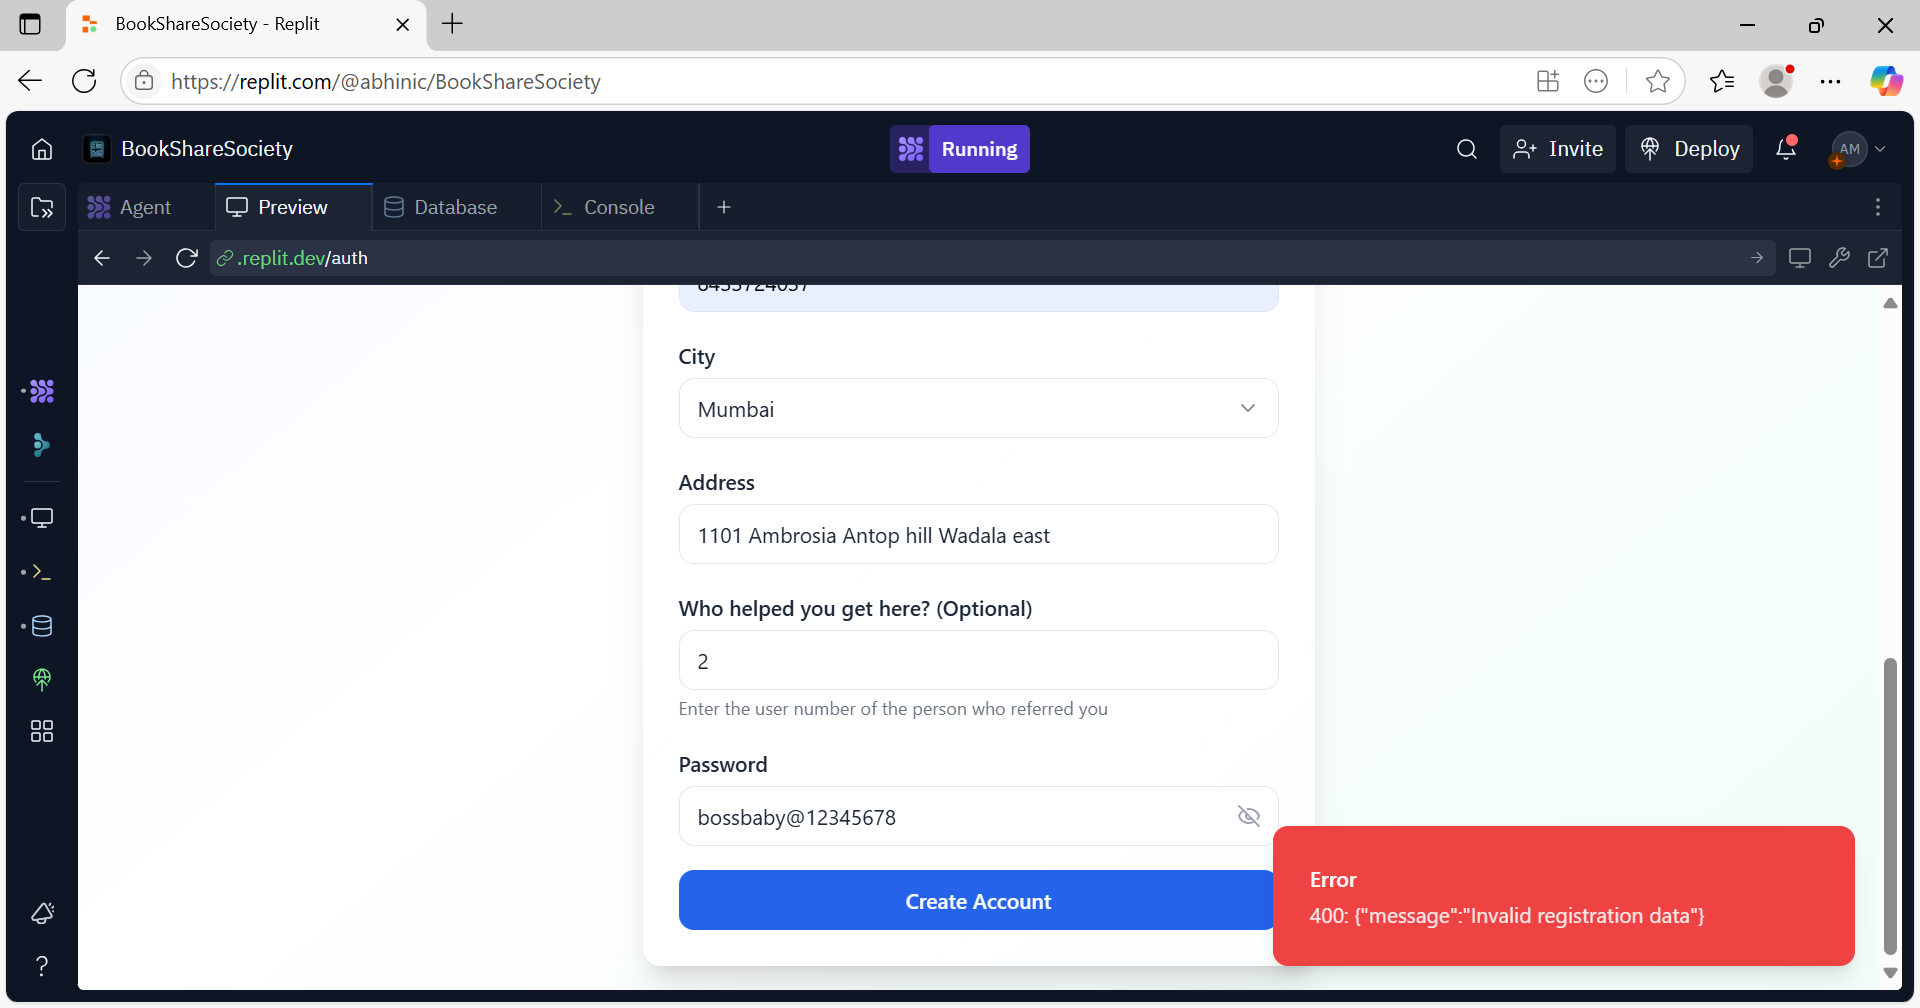 BookShareSociety - Replit
https://replit.com/@abhinic/BookShareSociety
BookShareSociety
Running
Invite
Deploy
AM
Agent
Preview
Database
Console
.replit.dev/auth
City
Mumbai
Address
1101 Ambrosia Antop hill Wadala east
Who helped you get here? (Optional)
2
Enter the user number of the person who referred you
Password
bossbaby@12345678
Create Account
Error
400: {"message":"Invalid registration data"}